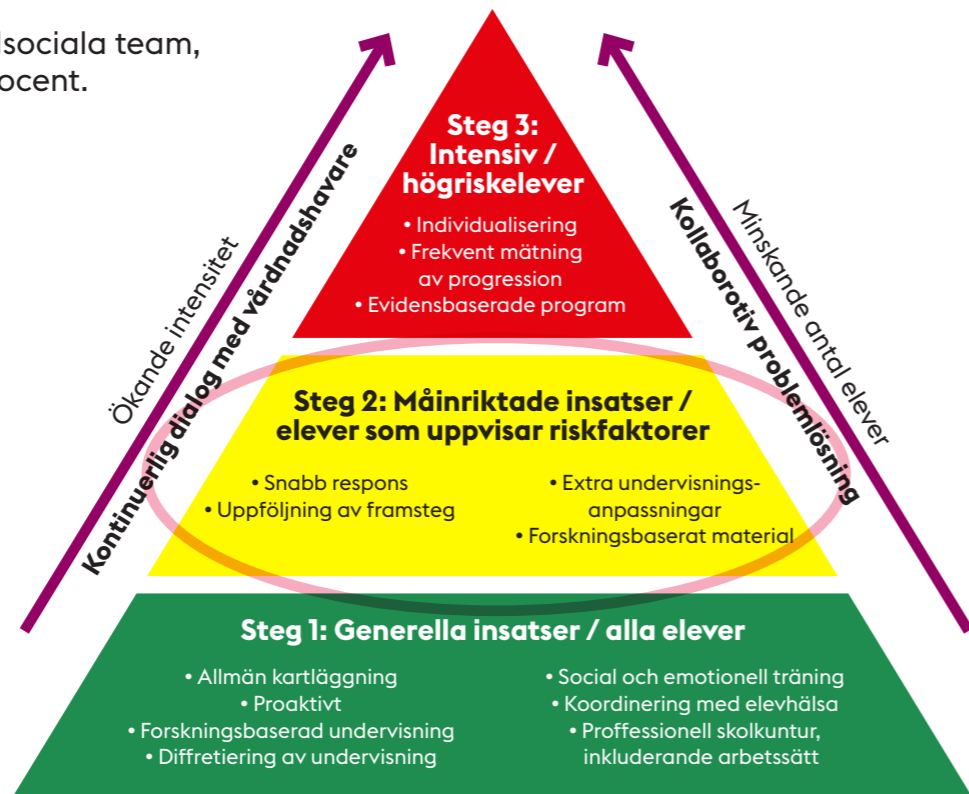 lsociala team,
ocent.
Steg 3:
Intensiv /
högriskelever
• Individualisering
• Frekvent mätning
av progression
• Evidensbaserade program
Ökande intensitet
Kontinuerlig dialog med vårdnadshavare
Minskande antal elever
Kollaborotiv problemlösning
Steg 2: Måinriktade insatser /
elever som uppvisar riskfaktorer
• Snabb respons
• Uppföljning av framsteg
• Extra undervisnings-
anpassningar
• Forskningsbaserat material
Steg 1: Generella insatser / alla elever
• Allmän kartläggning
• Proaktivt
• Forskningsbaserad undervisning
• Diffretiering av undervisning
• Social och emotionell träning
• Koordinering med elevhälsa
• Proffessionell skolkuntur,
inkluderande arbetssätt